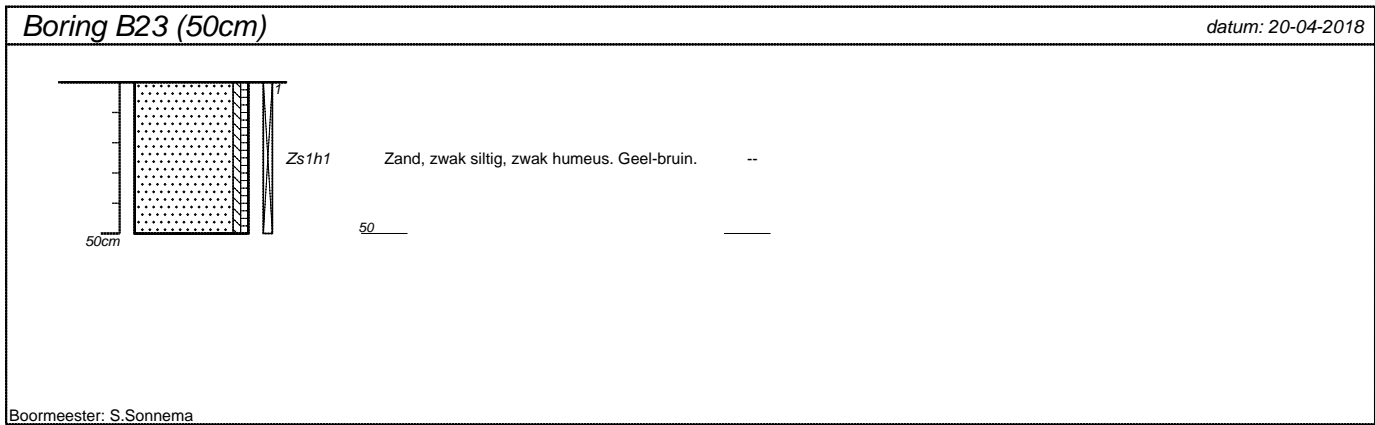 Boring B23 (50cm)
datum: 20-04-2018
1
Zs1h1 Zand, zwak siltig, zwak humeus. Geel-bruin. --
50cm
50
Boormeester: S.Sonnema